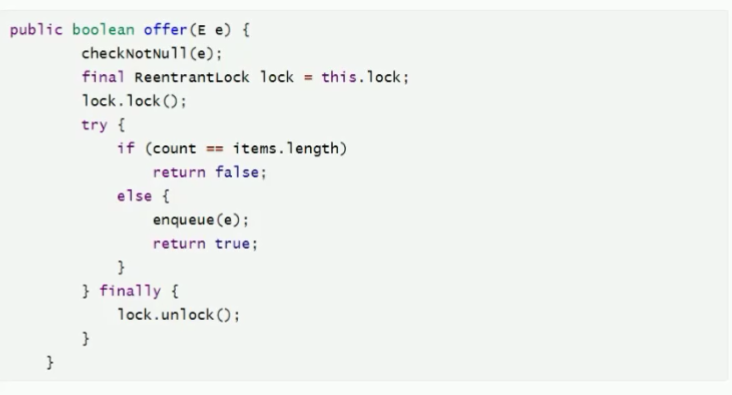 public boolean offer(E e) {
        checkNotNull(e);
        final ReentrantLock lock = this.lock;
        lock.lock();
        try {
            if (count == items.length)
                return false;
            else {
                enqueue(e);
                return true;
            }
        } finally {
            lock.unlock();
        }
    }